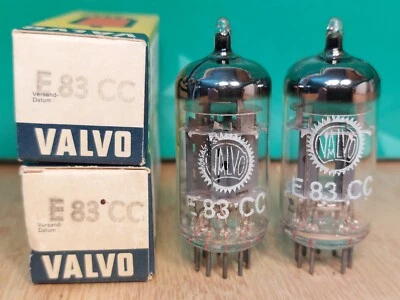 E 83 CC
Versand-
Datum
VALVO
E 83 CC
Versand-
Datum
VALVO
VALVO
E 83 CC
VALVO
E 83 CC